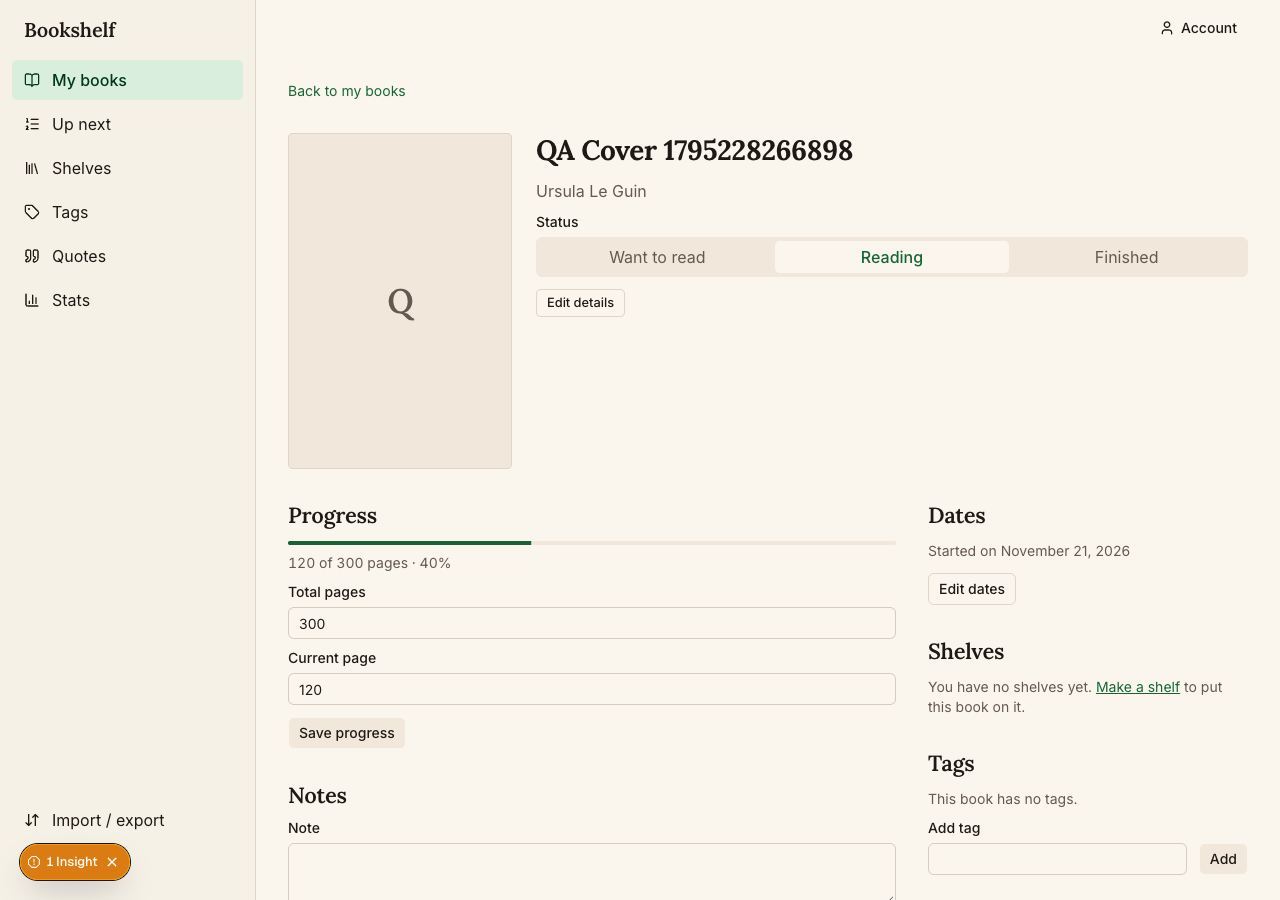 Bookshelf
My books
Up next
Shelves
Tags
Quotes
Stats
Import / export
1 Insight
Account
Back to my books
Q
QA Cover 1795228266898
Ursula Le Guin
Status
Want to read
Reading
Finished
Edit details
Progress
120 of 300 pages · 40%
Total pages
300
Current page
120
Save progress
Notes
Note
Dates
Started on November 21, 2026
Edit dates
Shelves
You have no shelves yet. Make a shelf to put
this book on it.
Tags
This book has no tags.
Add tag
Add